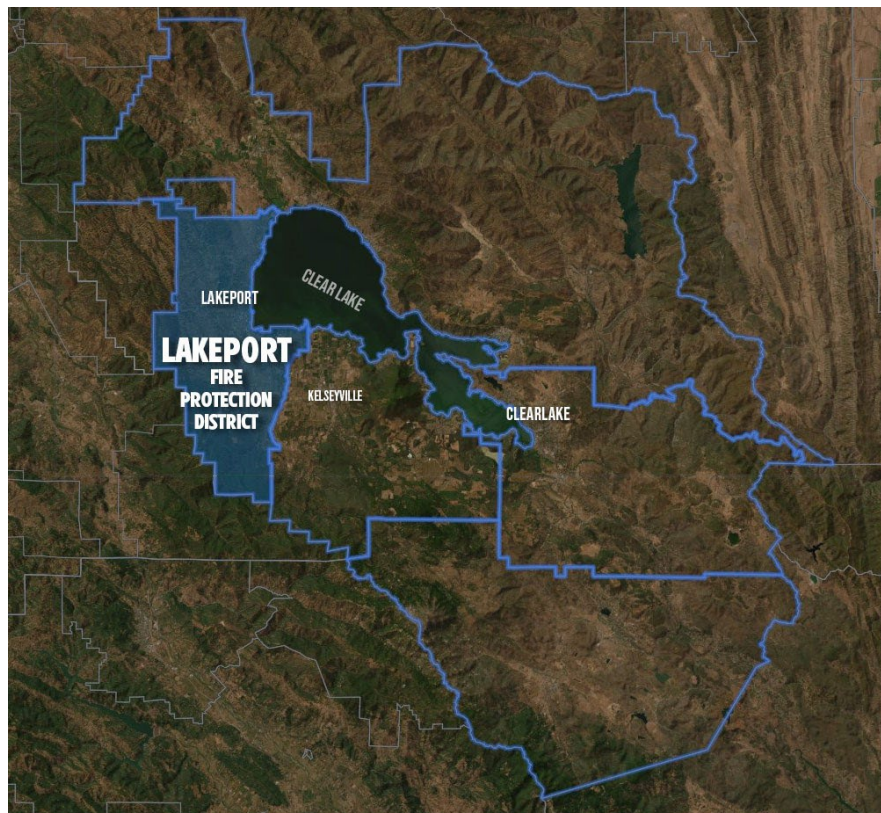 CLEAR LAKE
LAKEPORT
LAKEPORT
FIRE
PROTECTION
DISTRICT
KELSEYVILLE
CLEARLAKE